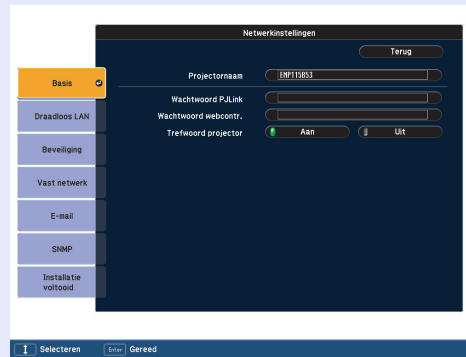 Netwerkinstellingen
Terug
Basis
Projectornaam EMP115B53
Wachtwoord PJLink
Draadloos LAN
Wachtwoord webcontr.
Trefwoord projector Aan Uit
Beveiliging
Vast netwerk
E-mail
SNMP
Installatie
voltooid
Selecteren Enter Gereed